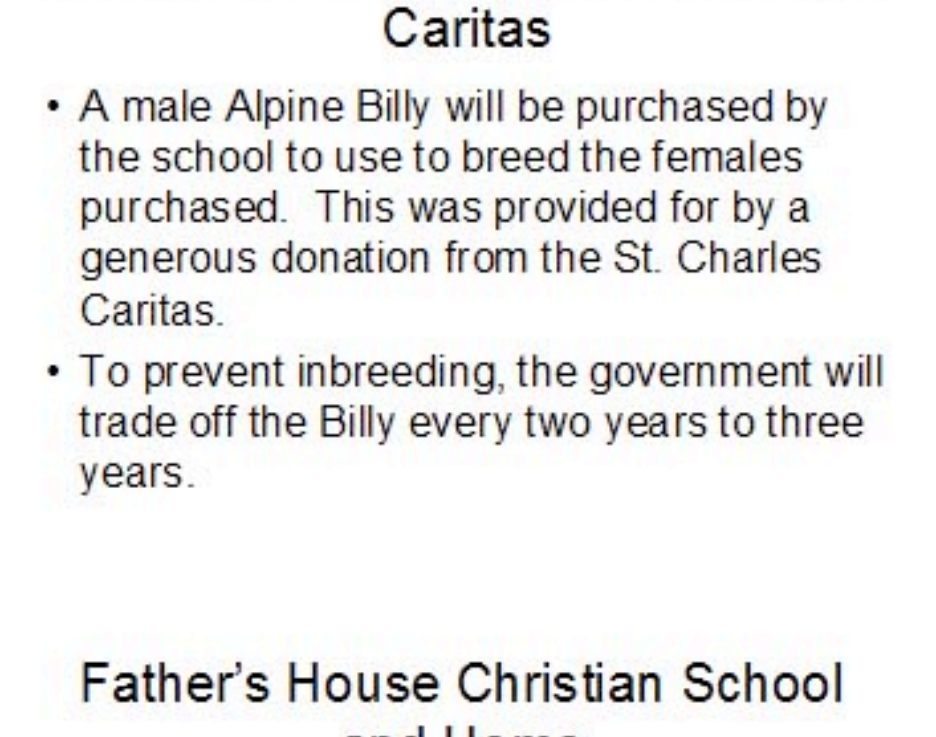 Caritas
• A male Alpine Billy will be purchased by
the school to use to breed the females
purchased.  This was provided for by a
generous donation from the St. Charles
Caritas.
• To prevent inbreeding, the government will
trade off the Billy every two years to three
years.
Father’s House Christian School
and Home